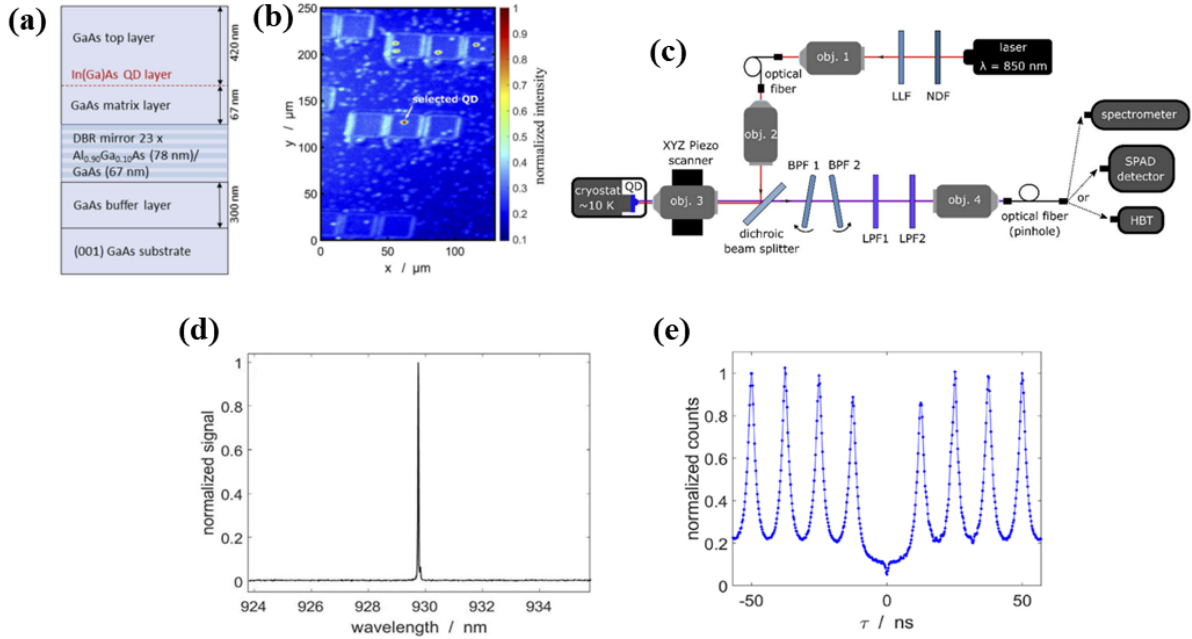 (a)
GaAs top layer
420 nm
In(Ga)As QD layer
GaAs matrix layer
67 nm
DBR mirror 23 x
Al0.90Ga0.10As (78 nm)/
GaAs (67 nm)
GaAs buffer layer
300 nm
(001) GaAs substrate
(b)
250
200
150
100
50
0
y / µm
0
50
100
x / µm
selected QD
1
0.9
0.8
0.7
0.6
0.5
0.4
0.3
0.2
0.1
normalized intensity
(c)
obj. 1
laser
λ = 850 nm
optical
fiber
LLF
NDF
obj. 2
XYZ Piezo
scanner
BPF 1
BPF 2
cryostat
~10 K
QD
obj. 3
obj. 4
dichroic
beam splitter
LPF1
LPF2
optical fiber
(pinhole)
or
spectrometer
SPAD
detector
HBT
(d)
1
0.8
0.6
0.4
0.2
0
normalized signal
924
926
928
930
932
934
wavelength / nm
(e)
1
0.8
0.6
0.4
0.2
0
normalized counts
-50
0
50
τ / ns